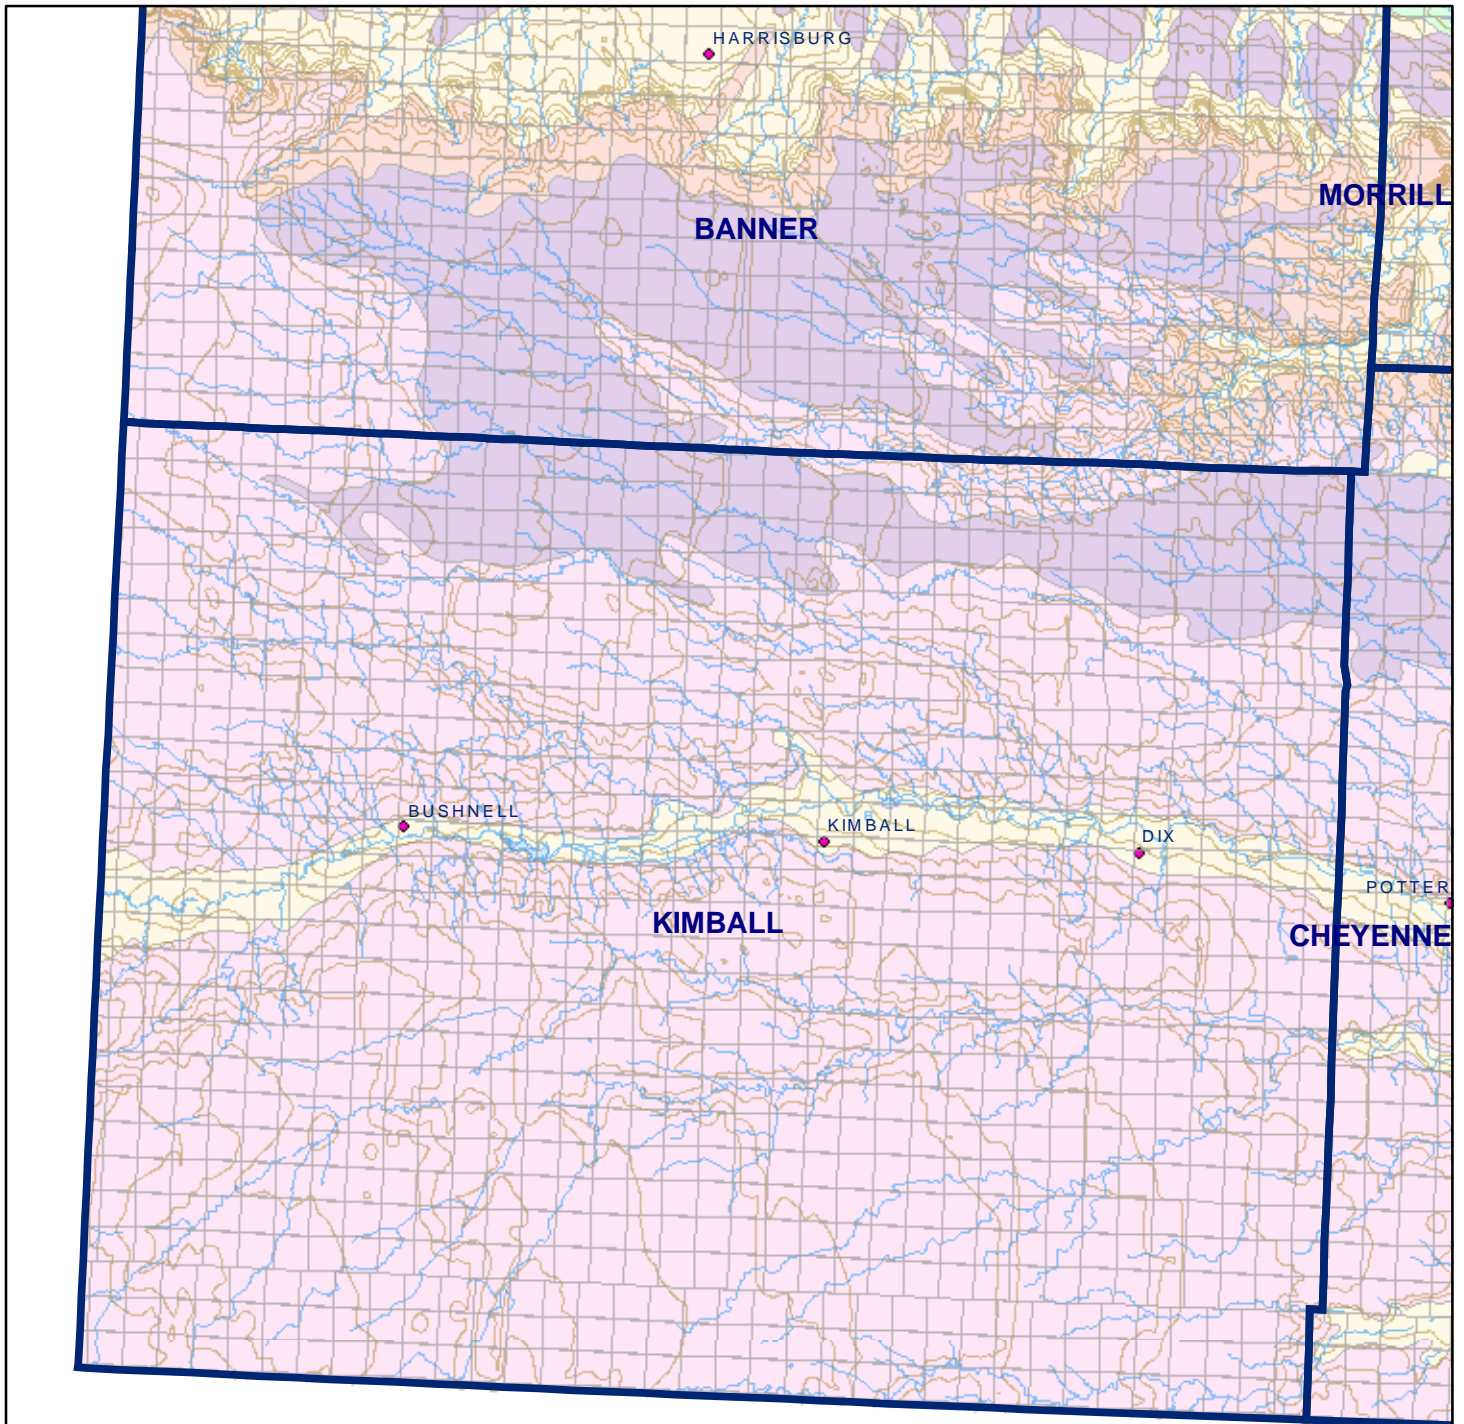 HARRISBURG
MORRILL
BANNER
BUSHNELL
KIMBALL
DIX
POTTER
KIMBALL
CHEYENNE